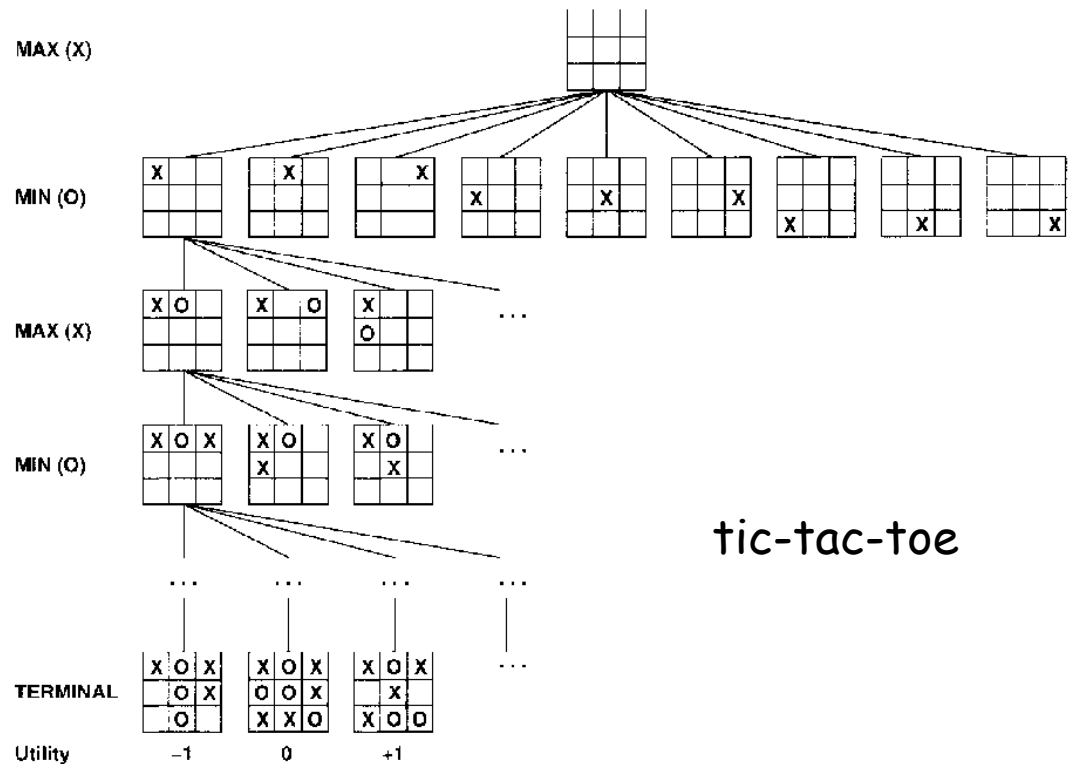 MAX (X)
X X X X X X X X X
MIN (O)
X O X O X ...
MAX (X)
O
X O X X O X O ...
MIN (O)
X X
tic-tac-toe
... ... ... ...
X O X X O X X O X ...
TERMINAL O X O O X X
O X X O X O O
Utility −1 0 +1